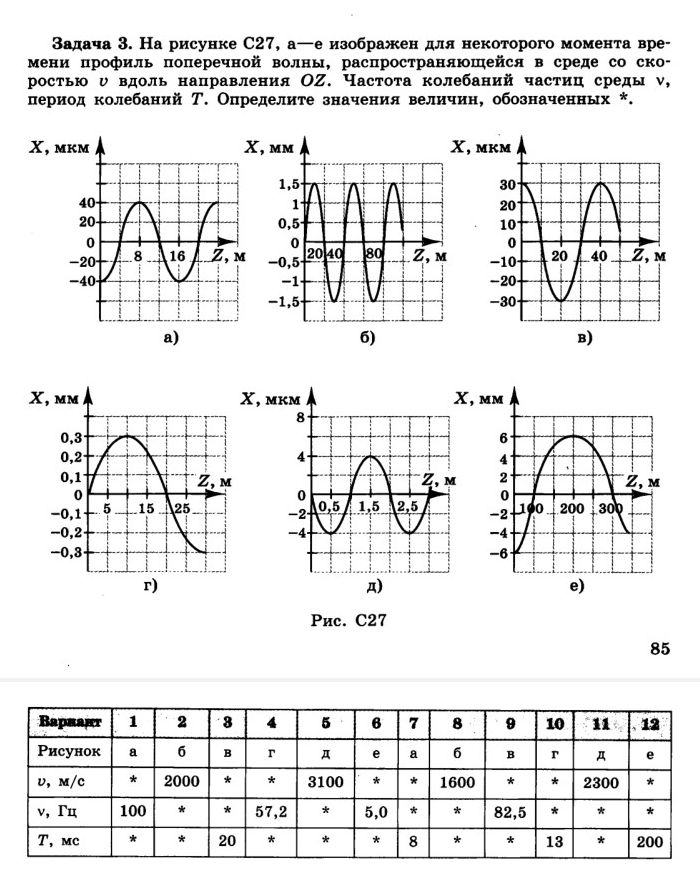 Задача 3. На рисунке С27, а—е изображен для некоторого момента вре-
мени профиль поперечной волны, распространяющейся в среде со ско-
ростью υ вдоль направления OZ. Частота колебаний частиц среды ν,
период колебаний T. Определите значения величин, обозначенных *.
X, мкм X, мм X, мкм
40 20 0 −20 −40 8 16 Z, м
1,5 1 0,5 0 −0,5 −1 −1,5 20 40 80 Z, м
30 20 10 0 −10 −20 −30 20 40 Z, м
а) б) в)
X, мм X, мкм X, мм
0,3 0,2 0,1 0 −0,1 −0,2 −0,3 5 15 25 Z, м
8 4 0 −2 −4 0,5 1,5 2,5 Z, м
6 4 2 0 −2 −4 −6 100 200 300 Z, м
г) д) е)
Рис. С27
85
Вариант 1 2 3 4 5 6 7 8 9 10 11 12
Рисунок а б в г д е а б в г д е
υ, м/с * 2000 * * 3100 * * 1600 * * 2300 *
ν, Гц 100 * * 57,2 * 5,0 * * 82,5 * * *
T, мс * * 20 * * * 8 * * 13 * 200